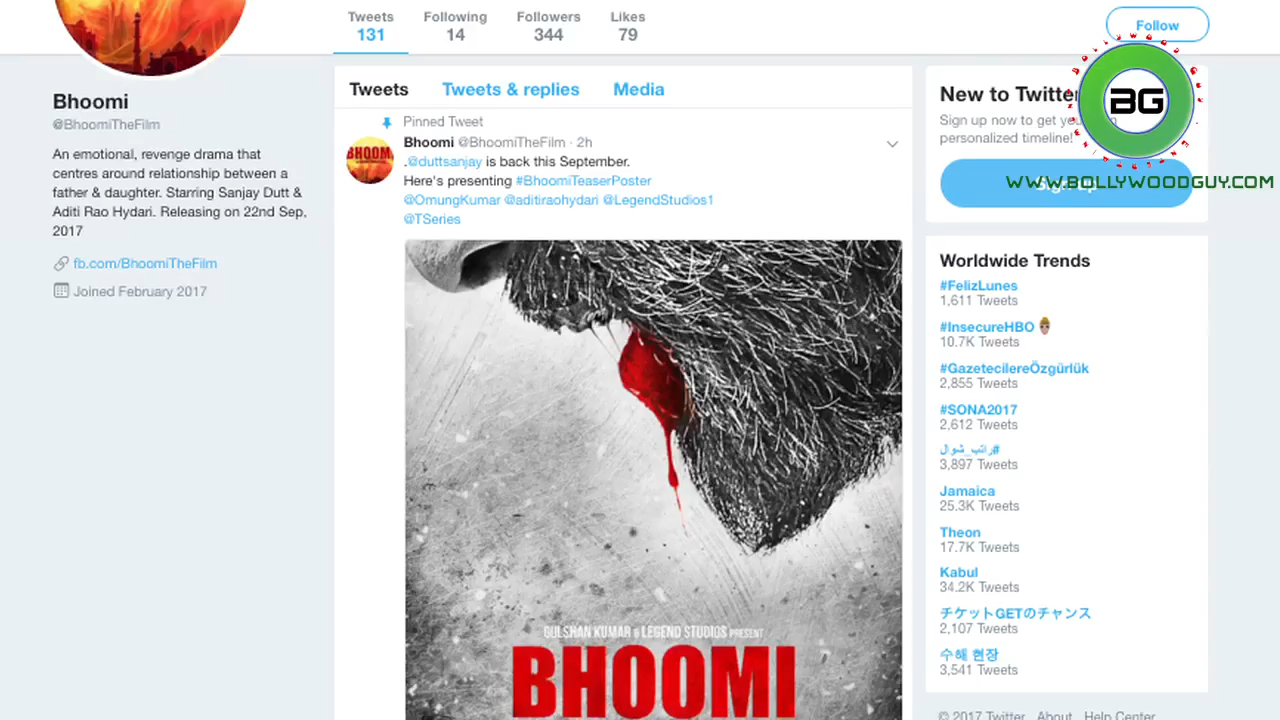 Tweets Following Followers Likes
131 14 344 79
Follow
Bhoomi
@BhoomiTheFilm
An emotional, revenge drama that
centres around relationship between a
father & daughter. Starring Sanjay Dutt &
Aditi Rao Hydari. Releasing on 22nd Sep,
2017
fb.com/BhoomiTheFilm
Joined February 2017
Tweets Tweets & replies Media
Pinned Tweet
Bhoomi @BhoomiTheFilm · 2h
.@duttsanjay is back this September.
Here's presenting #BhoomiTeaserPoster
@OmungKumar @aditiraohydari @LegendStudios1
@TSeries
BHOOMI
GULSHAN KUMAR & LEGEND STUDIOS PRESENT
BHOOMI
New to Twitter
Sign up now to get your own
personalized timeline!
Sign up
BG
WWW.BOLLYWOODGUY.COM
Worldwide Trends
#FelizLunes
1,611 Tweets
#InsecureHBO
10.7K Tweets
#GazetecilereÖzgürlük
2,855 Tweets
#SONA2017
2,612 Tweets
#راتب_شوال
3,897 Tweets
Jamaica
25.3K Tweets
Theon
17.7K Tweets
Kabul
34.2K Tweets
チケットGETのチャンス
2,107 Tweets
수해 현장
3,541 Tweets
© 2017 Twitter About Help Center